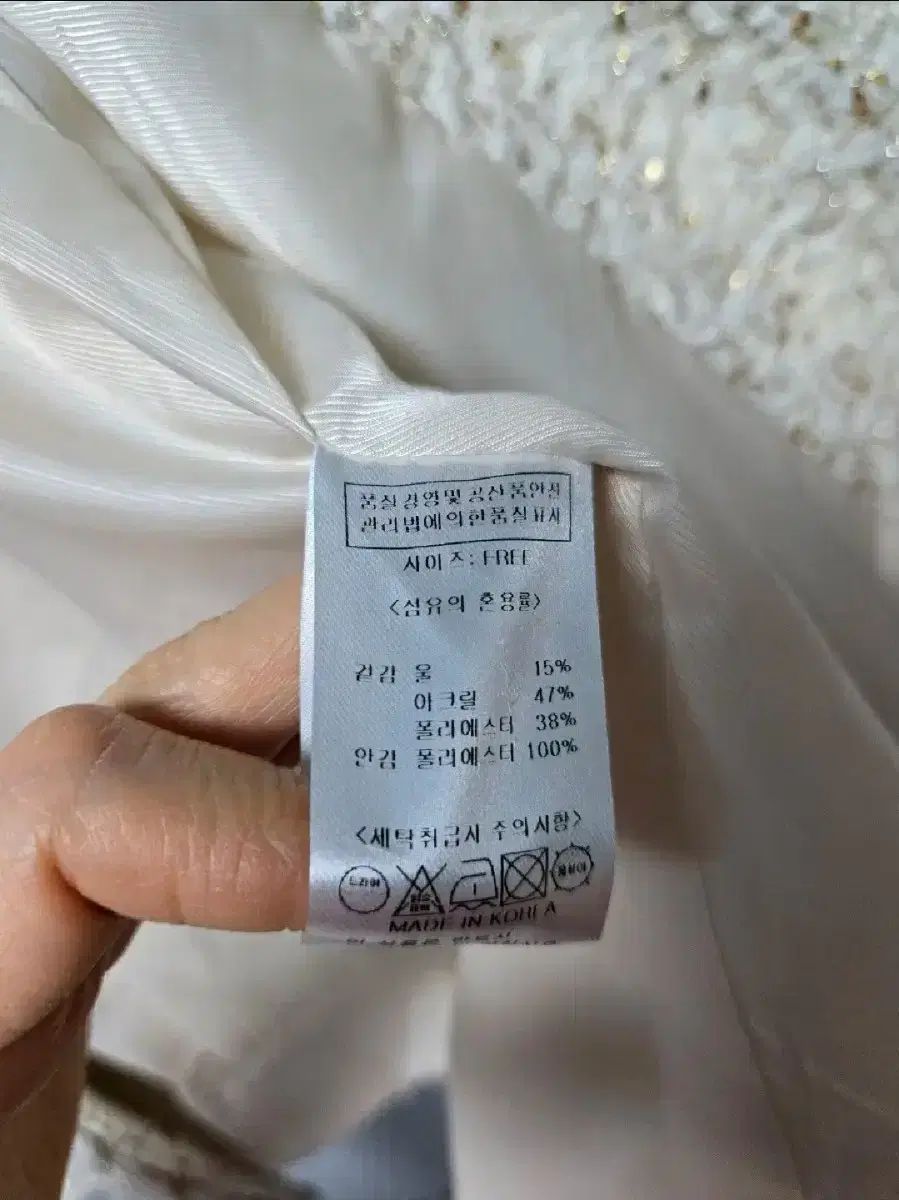 품질경영및 공산품안전
관리법에의한품질표시
사이즈: FREE
<섬유의 혼용률>
겉감 울 15%
아크릴 47%
폴리에스터 38%
안감 폴리에스터 100%
<세탁취급시 주의사항>
드라이
MADE IN KOREA